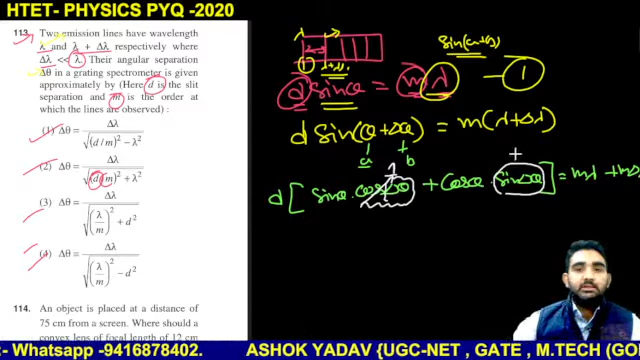 HTET- PHYSICS PYQ -2020
113. Two emission lines have wavelength
λ and λ + Δλ respectively where
Δλ << λ. Their angular separation
Δθ in a grating spectrometer is given
approximately by (Here d is the slit
separation and m is the order at
which the lines are observed) :
(1) Δθ = Δλ / √((d / m)² − λ²)
(2) Δθ = Δλ / √((d/m)² + λ²)
(3) Δθ = Δλ / √((λ/m)² + d²)
(4) Δθ = Δλ / √((λ/m)² − d²)
114. An object is placed at a distance of
75 cm from a screen. Where should a
convex lens of focal length of 12 cm
① λ+Δλ
sin(a+b)
d sinθ = mλ − ①
d sin(θ+Δθ) = m(λ+Δλ)
a b
d[ sinθ. cosΔθ + cosθ. sinΔθ ] = mλ +m
- Whatsapp -9416878402.
ASHOK YADAV {UGC-NET, GATE, M.TECH (GO